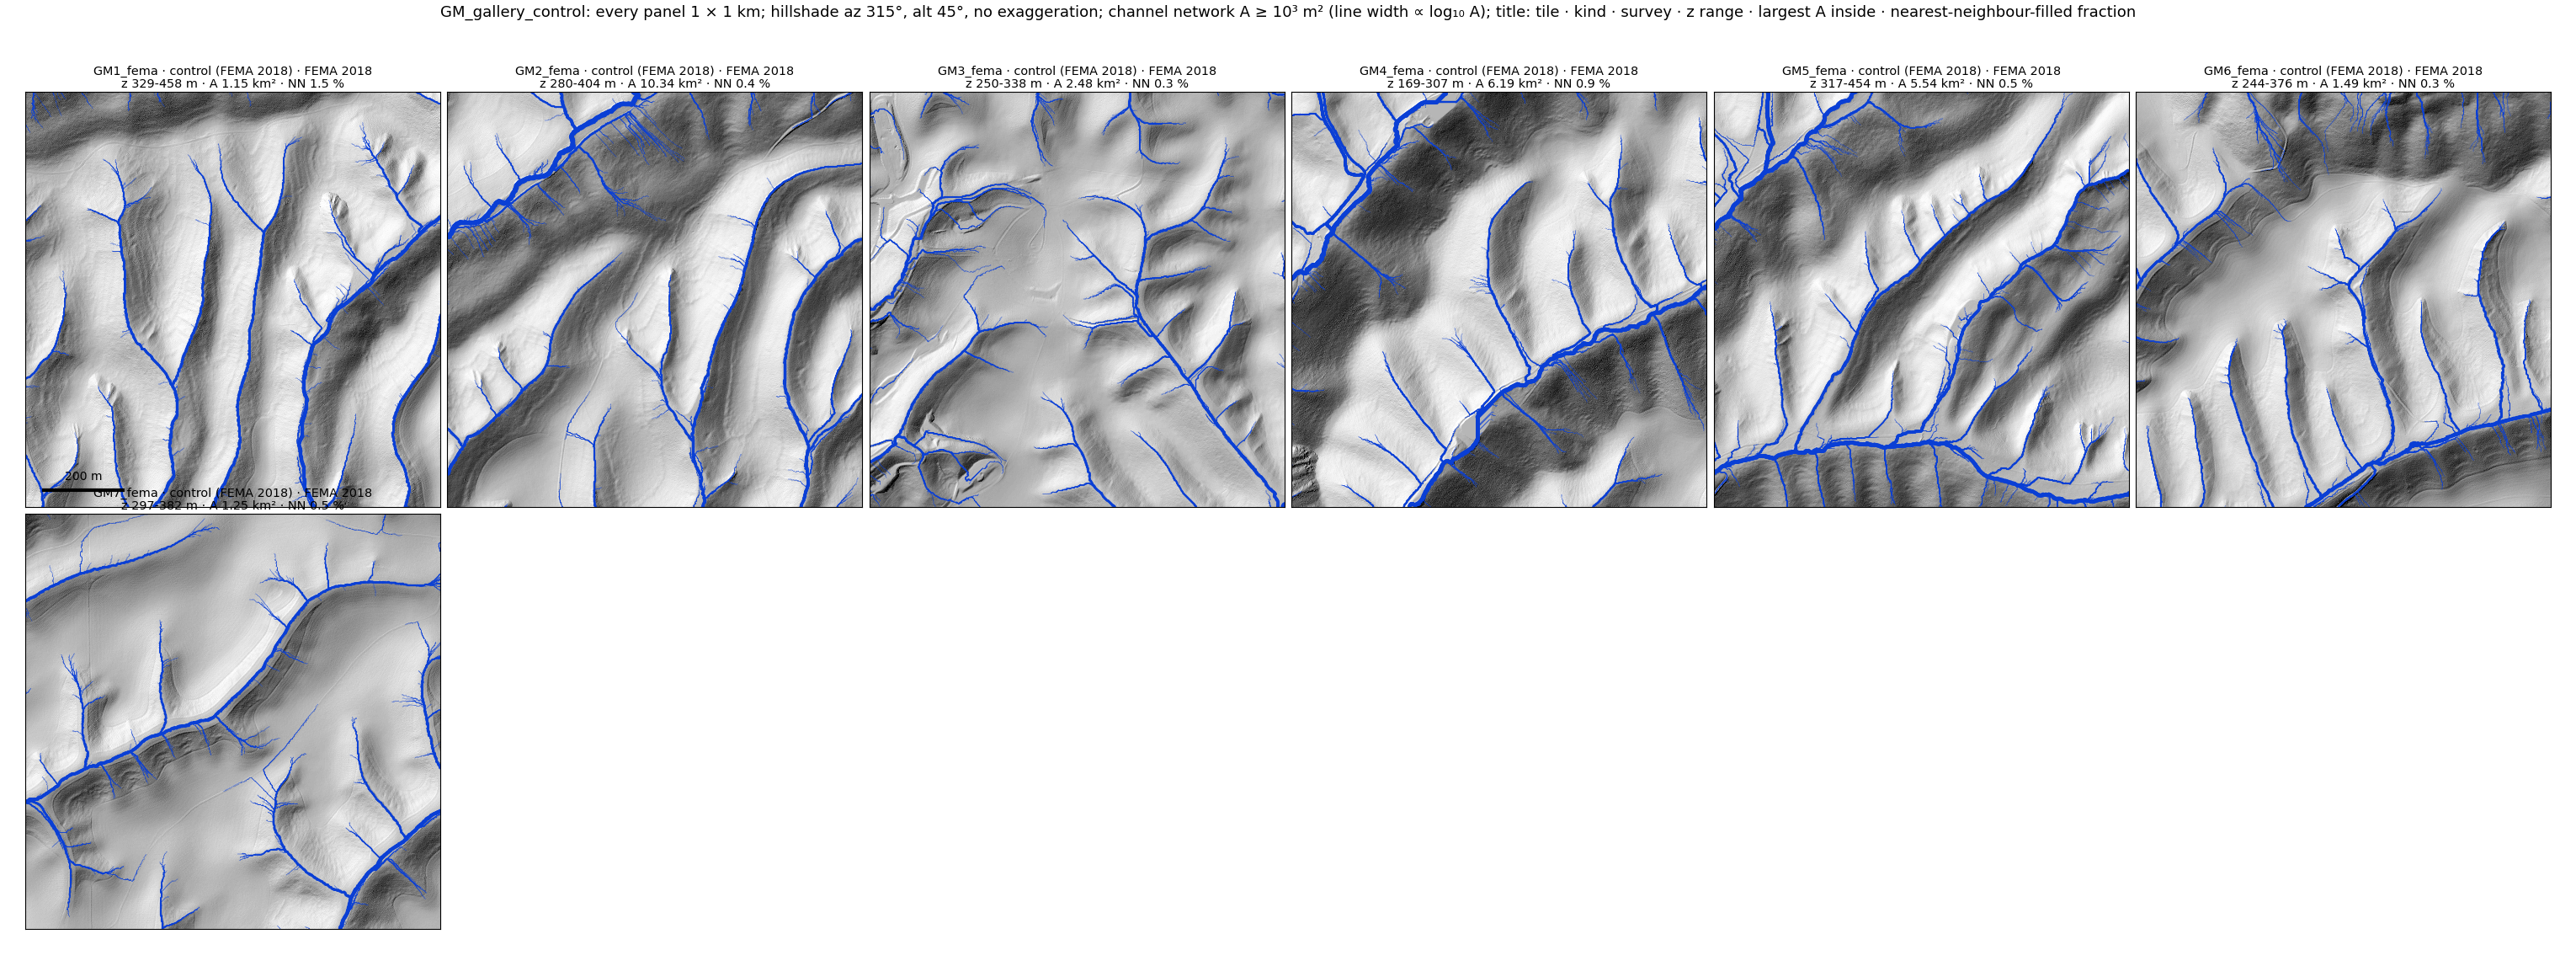 GM_gallery_control: every panel 1 × 1 km; hillshade az 315°, alt 45°, no exaggeration; channel network A ≥ 10³ m² (line width ∝ log₁₀ A); title: tile · kind · survey · z range · largest A inside · nearest-neighbour-filled fraction
GM1_fema · control (FEMA 2018) · FEMA 2018
z 329-458 m · A 1.15 km² · NN 1.5 %
GM2_fema · control (FEMA 2018) · FEMA 2018
z 280-404 m · A 10.34 km² · NN 0.4 %
GM3_fema · control (FEMA 2018) · FEMA 2018
z 250-338 m · A 2.48 km² · NN 0.3 %
GM4_fema · control (FEMA 2018) · FEMA 2018
z 169-307 m · A 6.19 km² · NN 0.9 %
GM5_fema · control (FEMA 2018) · FEMA 2018
z 317-454 m · A 5.54 km² · NN 0.5 %
GM6_fema · control (FEMA 2018) · FEMA 2018
z 244-376 m · A 1.49 km² · NN 0.3 %
200 m
GM7_fema · control (FEMA 2018) · FEMA 2018
z 297-382 m · A 1.25 km² · NN 0.5 %